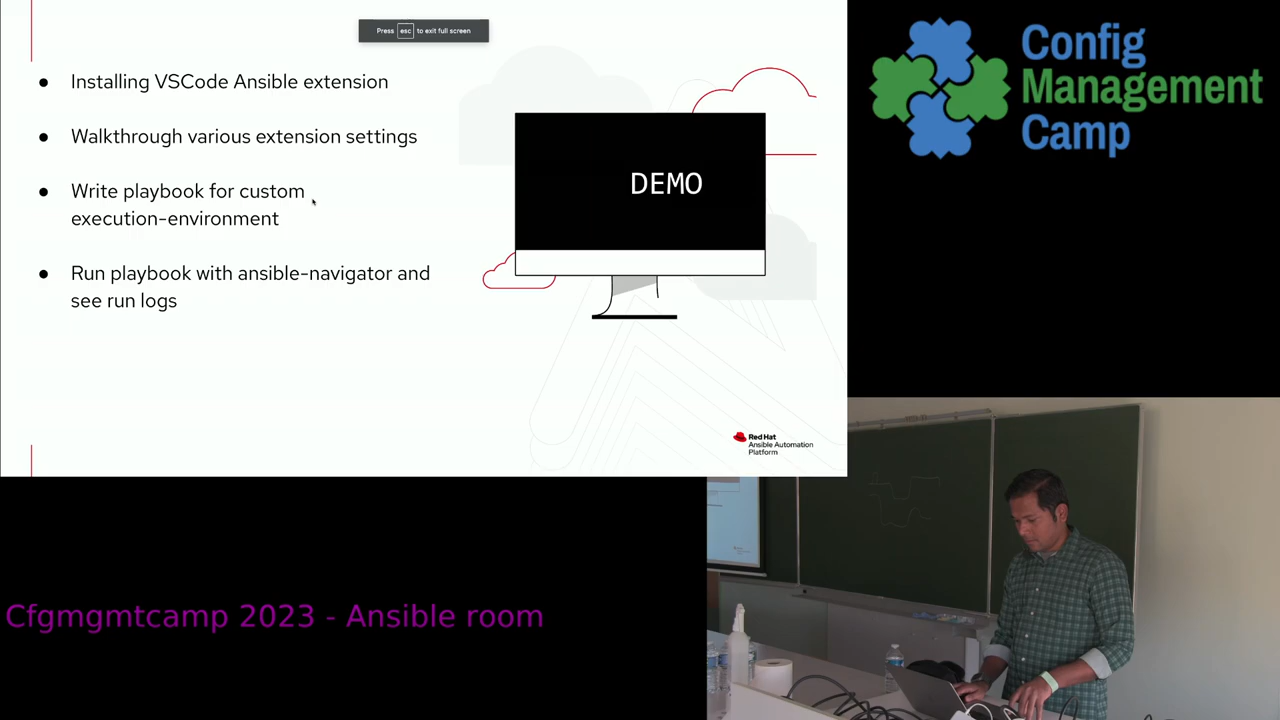 Press esc to exit full screen
● Installing VSCode Ansible extension
● Walkthrough various extension settings
● Write playbook for custom
execution-environment
● Run playbook with ansible-navigator and
see run logs
DEMO
Red Hat
Ansible Automation
Platform
Config
Management
Camp
Cfgmgmtcamp 2023 - Ansible room